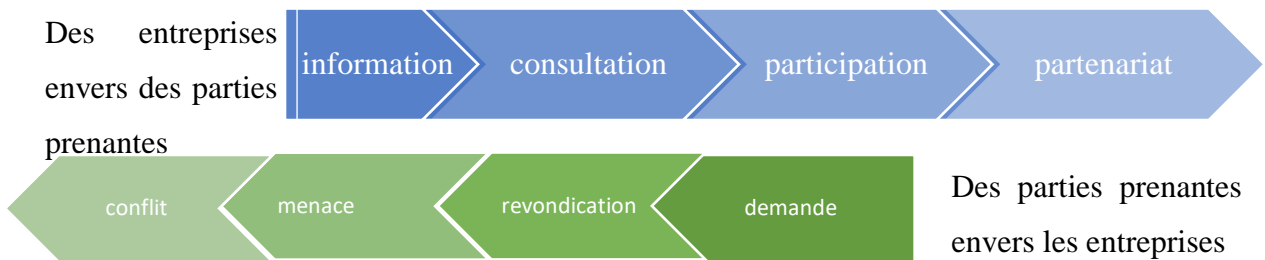 Des entreprises
envers des parties
prenantes
information consultation participation partenariat
conflit menace revondication demande
Des parties prenantes
envers les entreprises